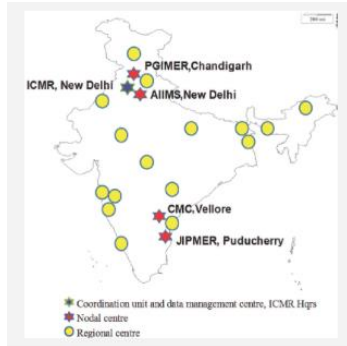 PGIMER,Chandigarh
ICMR, New Delhi
AIIMS,New Delhi
CMC,Vellore
JIPMER, Puducherry
Coordination unit and data management centre, ICMR Hqrs
Nodal centre
Regional centre